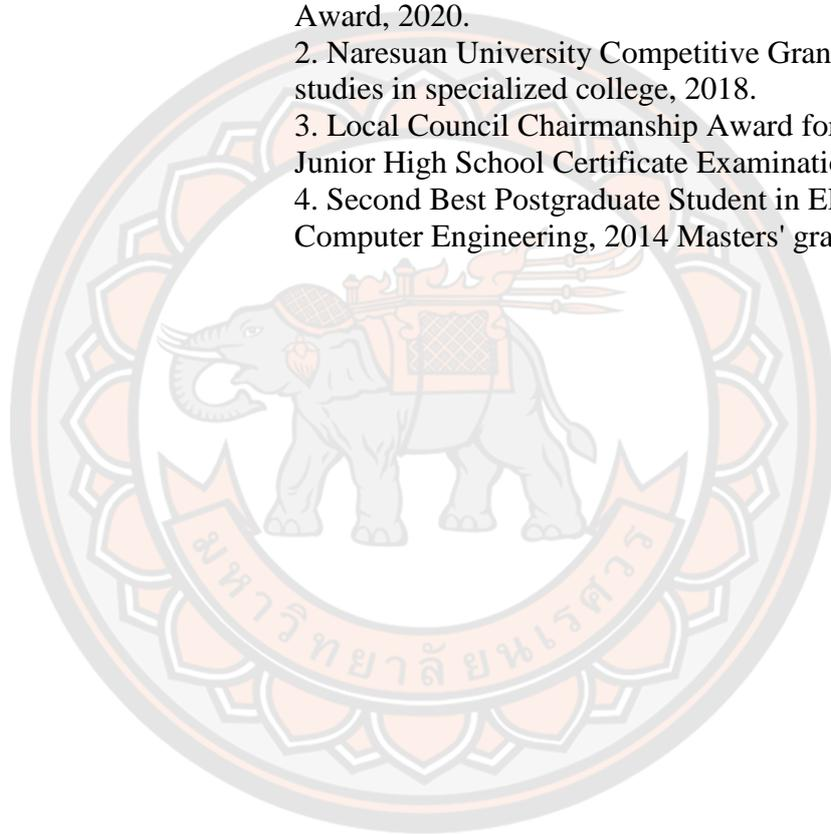 Award, 2020.
2. Naresuan University Competitive Gran
studies in specialized college, 2018.
3. Local Council Chairmanship Award for
Junior High School Certificate Examinatio
4. Second Best Postgraduate Student in El
Computer Engineering, 2014 Masters' gra
มหาวิทยาลัยนเรศวร